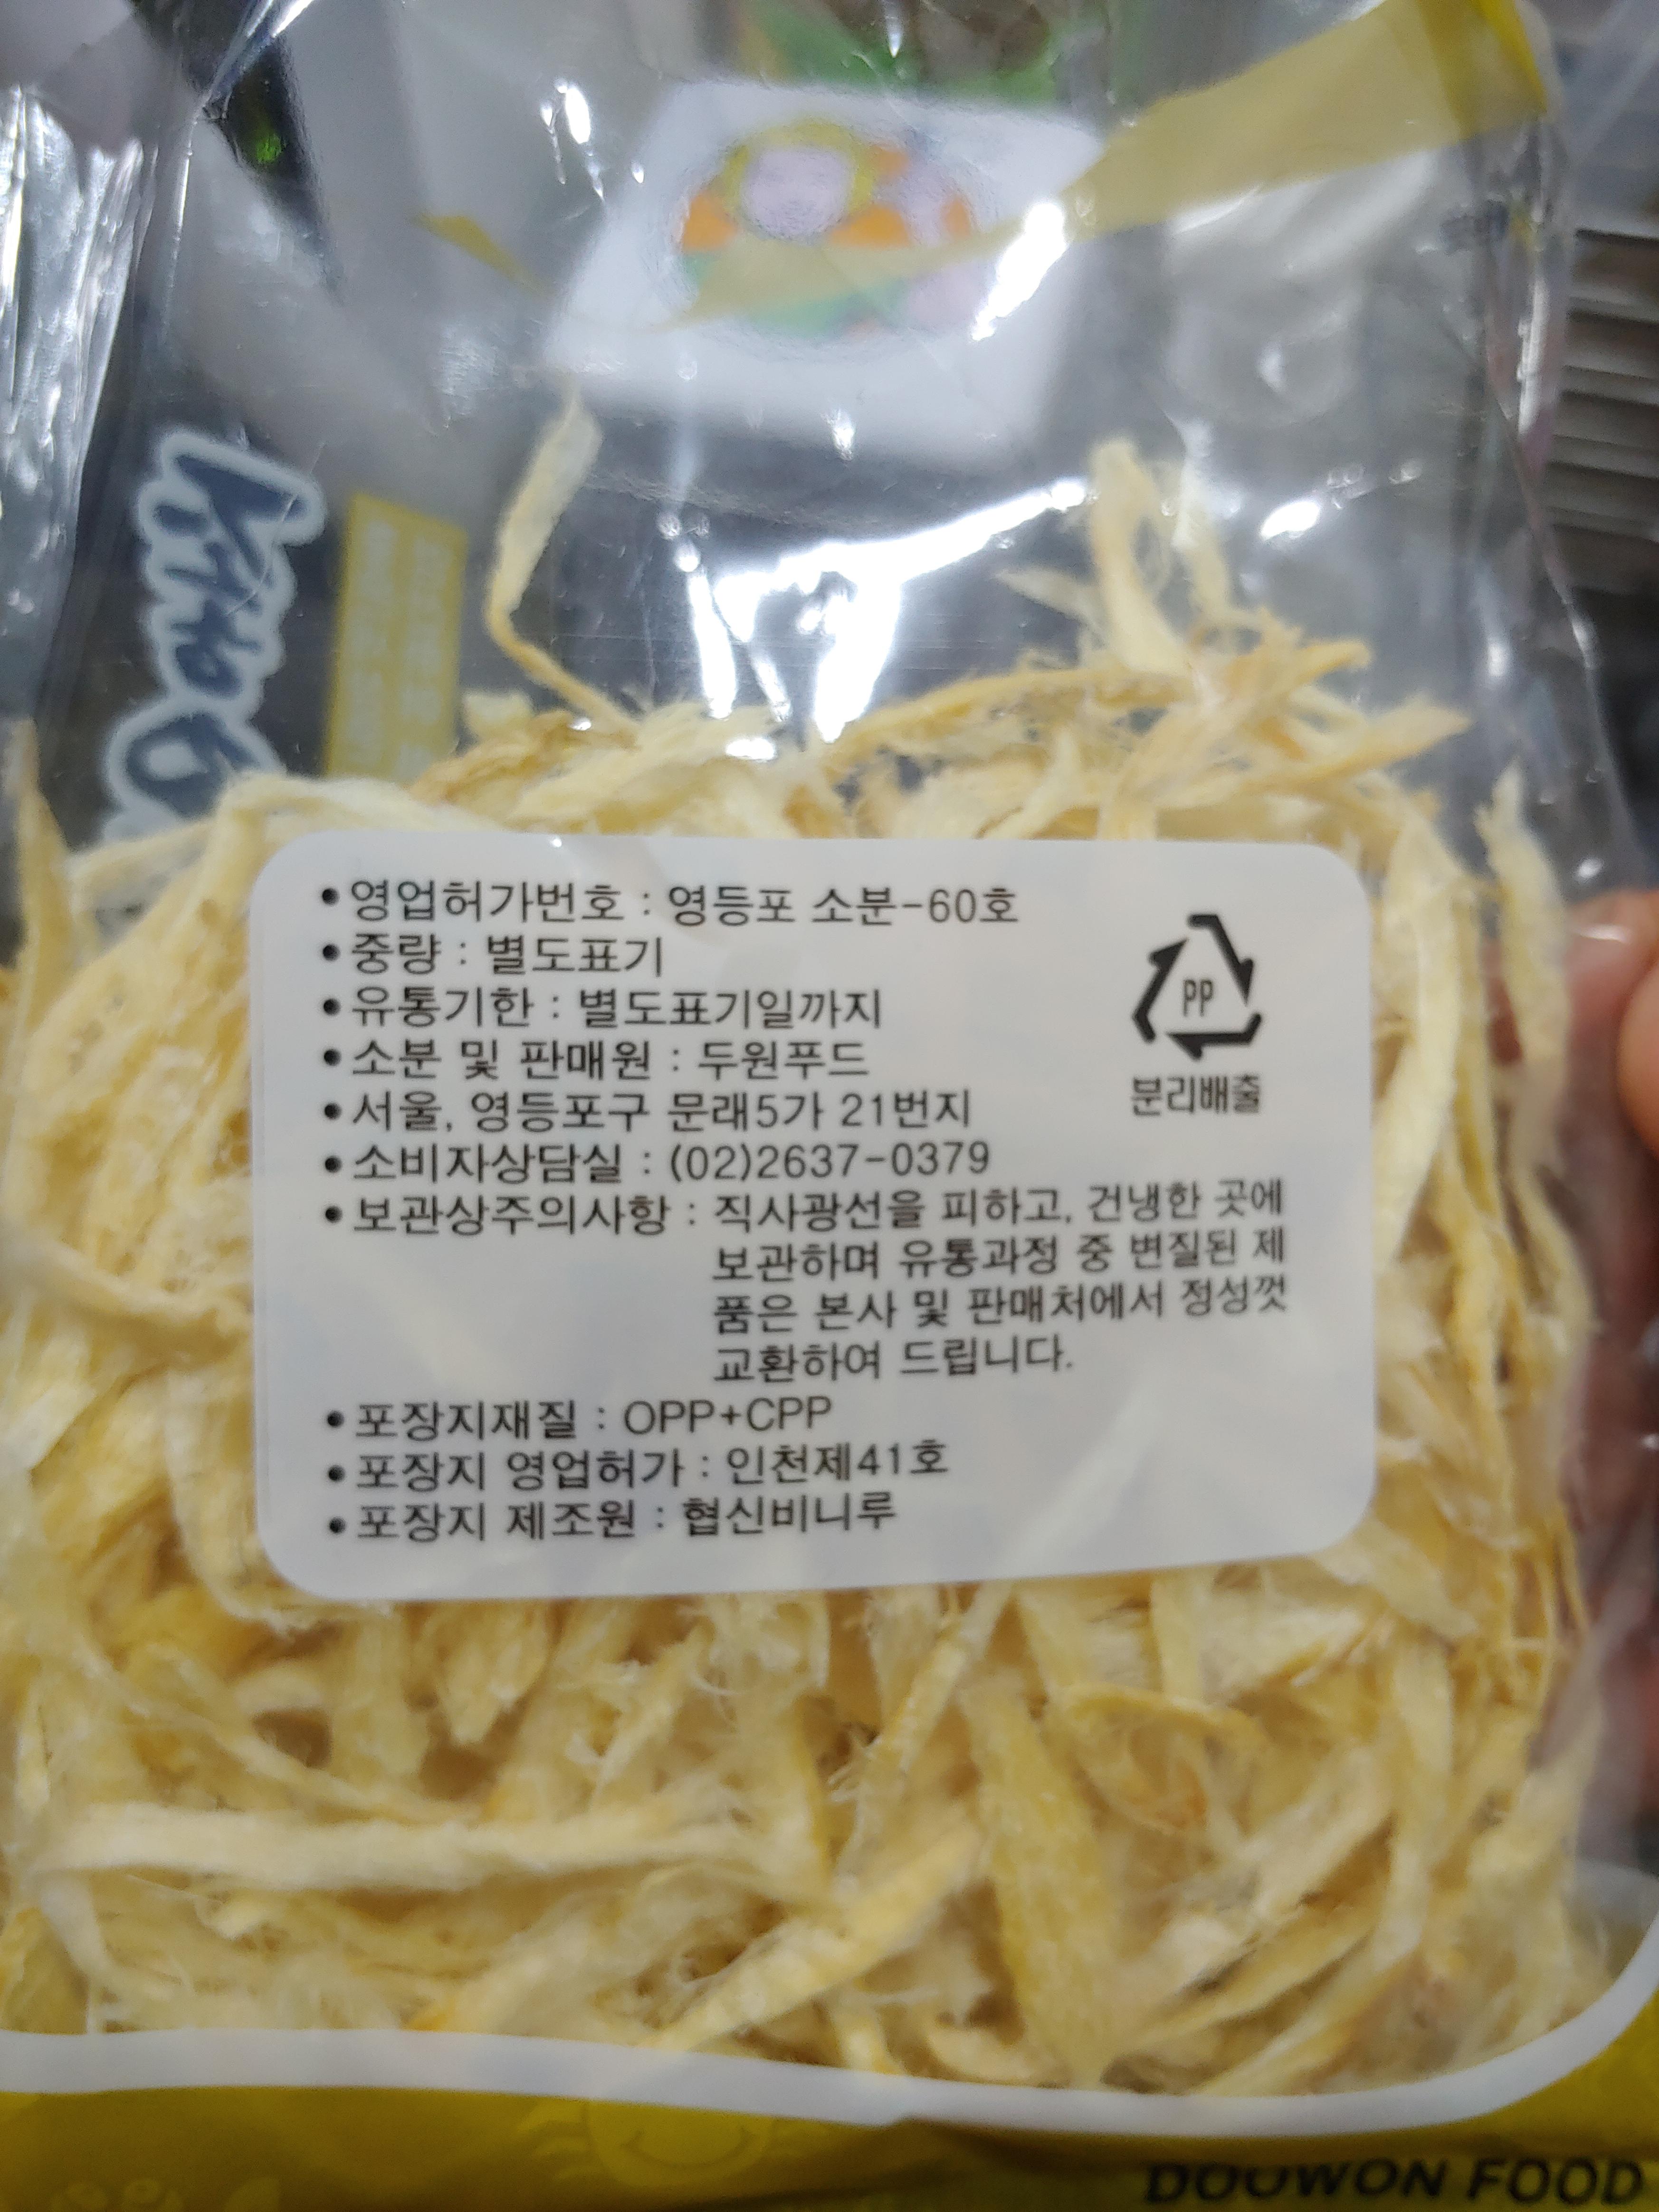 •영업허가번호 : 영등포 소분-60호
•중량 : 별도표기
•유통기한 : 별도표기일까지
•소분 및 판매원 : 두원푸드
•서울, 영등포구 문래5가 21번지
•소비자상담실 : (02)2637-0379
•보관상주의사항 : 직사광선을 피하고, 건냉한 곳에
보관하며 유통과정 중 변질된 제
품은 본사 및 판매처에서 정성껏
교환하여 드립니다.
•포장지재질 : OPP+CPP
•포장지 영업허가 : 인천제41호
•포장지 제조원 : 협신비니루
PP
분리배출
DOOWON FOOD